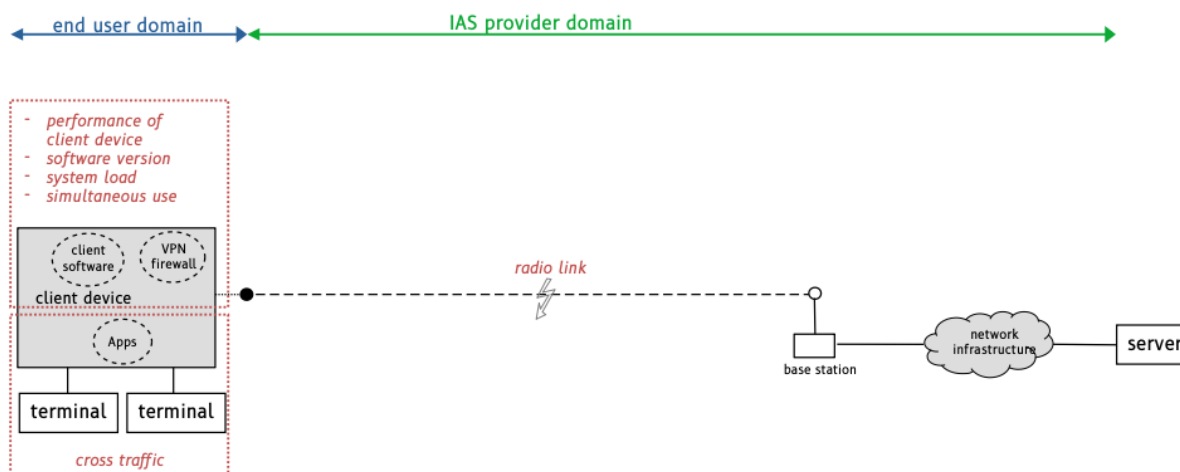 end user domain
IAS provider domain
- performance of
client device
- software version
- system load
- simultaneous use
client
software
VPN
firewall
client device
radio link
Apps
base station
network
infrastructure
server
terminal
terminal
cross traffic